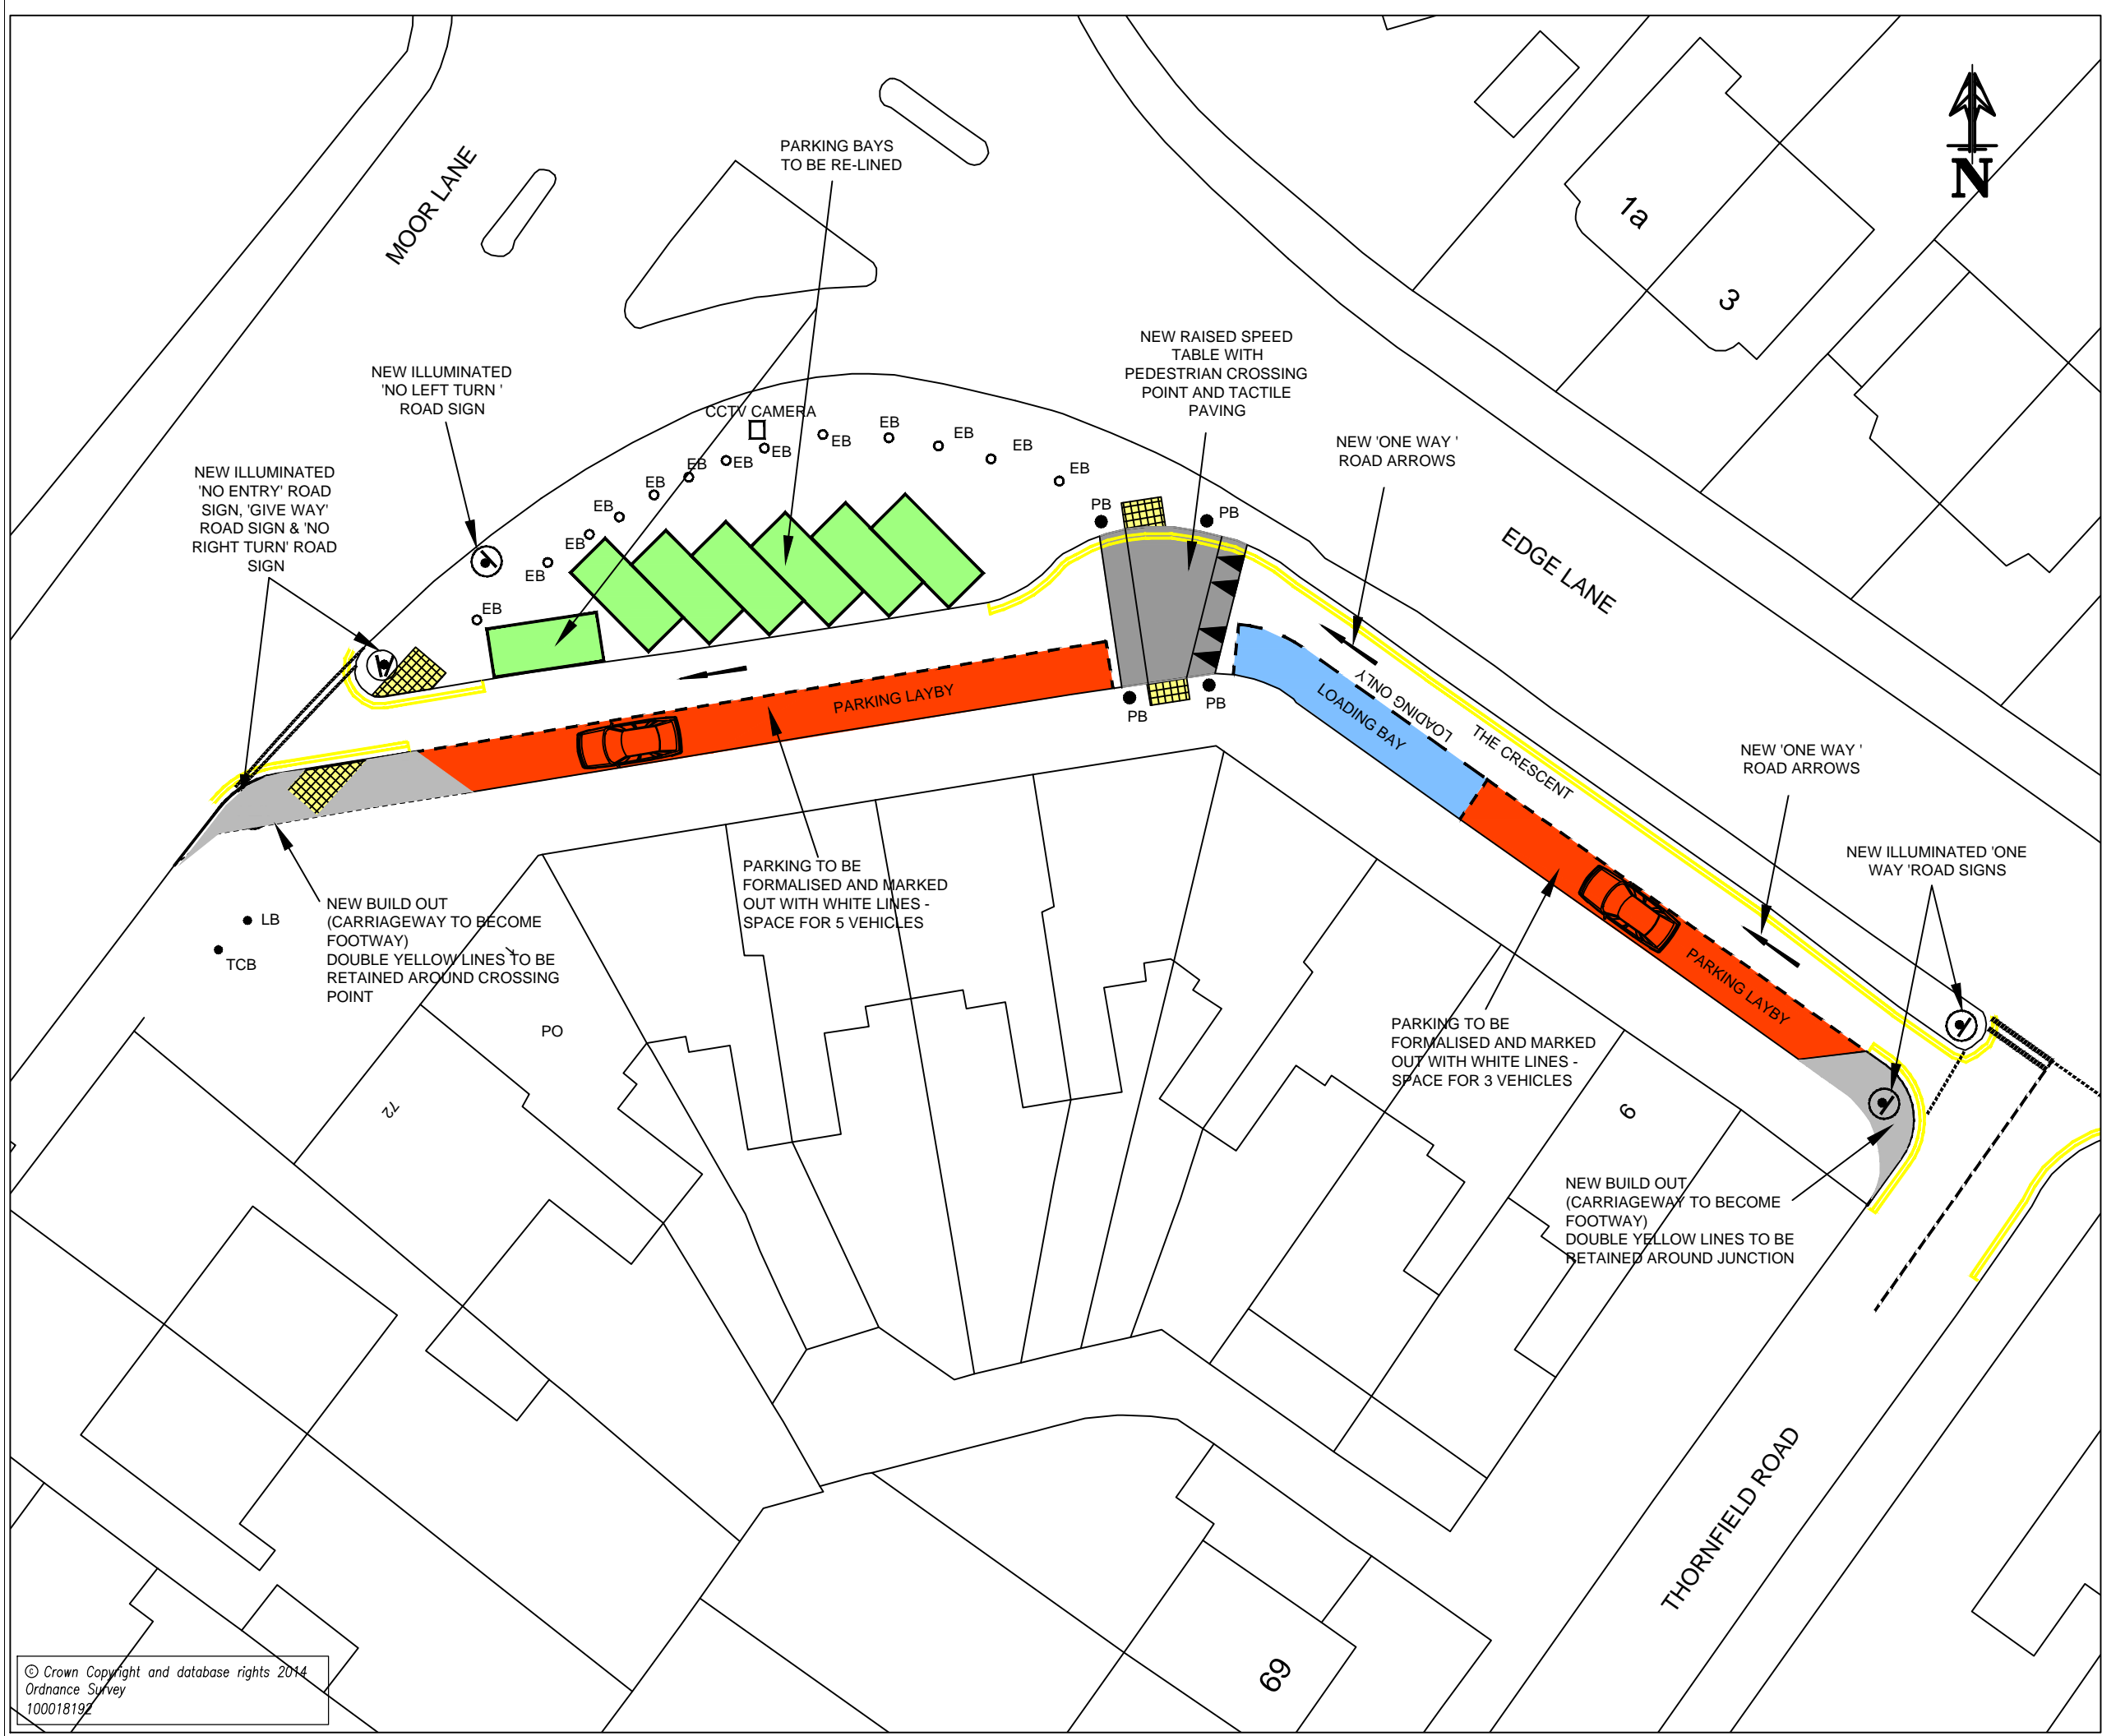 MOOR LANE
PARKING BAYS
TO BE RE-LINED
N
1a
3
NEW RAISED SPEED
TABLE WITH
PEDESTRIAN CROSSING
POINT AND TACTILE
PAVING
NEW ILLUMINATED
'NO LEFT TURN '
ROAD SIGN
CCTV CAMERA
EB
EB
EB
EB
EB
EB
EB
EB
EB
EB
EB
EB
EB
EB
NEW 'ONE WAY '
ROAD ARROWS
NEW ILLUMINATED
'NO ENTRY' ROAD
SIGN, 'GIVE WAY'
ROAD SIGN & 'NO
RIGHT TURN' ROAD
SIGN
PB
PB
PB
PB
EDGE LANE
PARKING LAYBY
LOADING BAY
LOADING ONLY
THE CRESCENT
NEW 'ONE WAY '
ROAD ARROWS
NEW ILLUMINATED 'ONE
WAY 'ROAD SIGNS
PARKING TO BE
FORMALISED AND MARKED
OUT WITH WHITE LINES -
SPACE FOR 5 VEHICLES
NEW BUILD OUT
(CARRIAGEWAY TO BECOME
FOOTWAY)
DOUBLE YELLOW LINES TO BE
RETAINED AROUND CROSSING
POINT
LB
TCB
PARKING LAYBY
PO
72
PARKING TO BE
FORMALISED AND MARKED
OUT WITH WHITE LINES -
SPACE FOR 3 VEHICLES
9
NEW BUILD OUT
(CARRIAGEWAY TO BECOME
FOOTWAY)
DOUBLE YELLOW LINES TO BE
RETAINED AROUND JUNCTION
THORNFIELD ROAD
69
© Crown Copyright and database rights 2014
Ordnance Survey
100018192